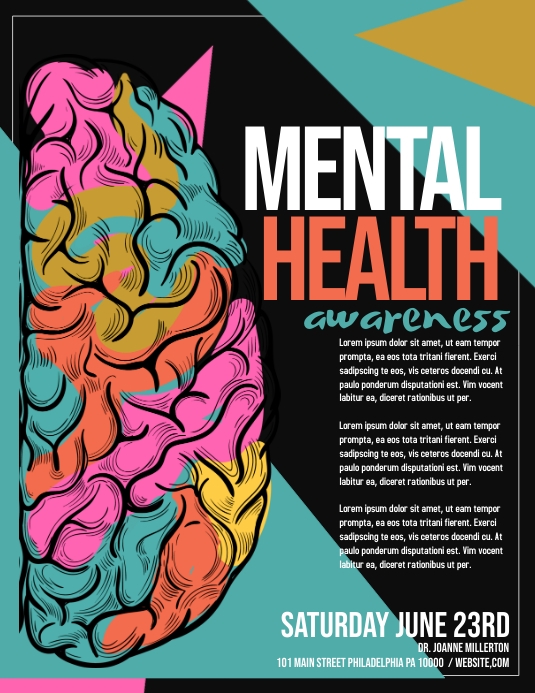 MENTAL
HEALTH
awareness
Lorem ipsum dolor sit amet, ut eam tempor
prompta, ea eos tota tritani fierent. Exerci
sadipscing te eos, vis ceteros docendi cu. At
paulo ponderum disputationi est. Vim vocent
labitur ea, diceret rationibus ut per.
Lorem ipsum dolor sit amet, ut eam tempor
prompta, ea eos tota tritani fierent. Exerci
sadipscing te eos, vis ceteros docendi cu. At
paulo ponderum disputationi est. Vim vocent
labitur ea, diceret rationibus ut per.
Lorem ipsum dolor sit amet, ut eam tempor
prompta, ea eos tota tritani fierent. Exerci
sadipscing te eos, vis ceteros docendi cu. At
paulo ponderum disputationi est. Vim vocent
labitur ea, diceret rationibus ut per.
SATURDAY JUNE 23RD
DR. JOANNE MILLERTON
101 MAIN STREET PHILADELPHIA PA 10000 / WEBSITE,COM